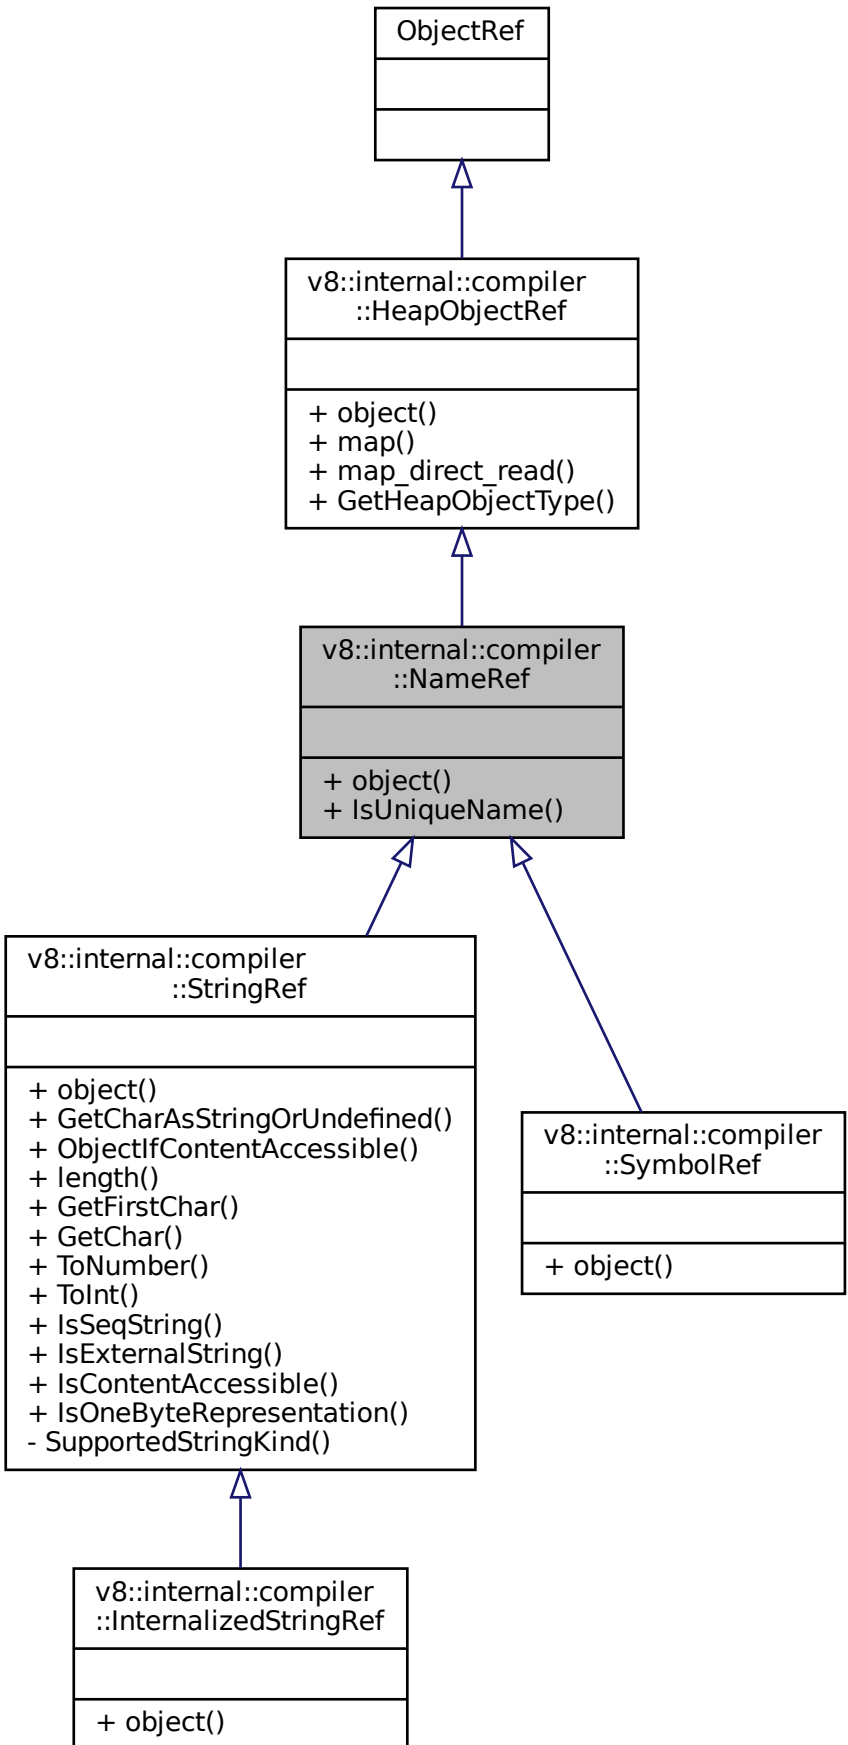 ObjectRef
v8::internal::compiler
::HeapObjectRef
+ object()
+ map()
+ map_direct_read()
+ GetHeapObjectType()
v8::internal::compiler
::NameRef
+ object()
+ IsUniqueName()
v8::internal::compiler
::StringRef
+ object()
+ GetCharAsStringOrUndefined()
+ ObjectIfContentAccessible()
+ length()
+ GetFirstChar()
+ GetChar()
+ ToNumber()
+ ToInt()
+ IsSeqString()
+ IsExternalString()
+ IsContentAccessible()
+ IsOneByteRepresentation()
- SupportedStringKind()
v8::internal::compiler
::SymbolRef
+ object()
v8::internal::compiler
::InternalizedStringRef
+ object()